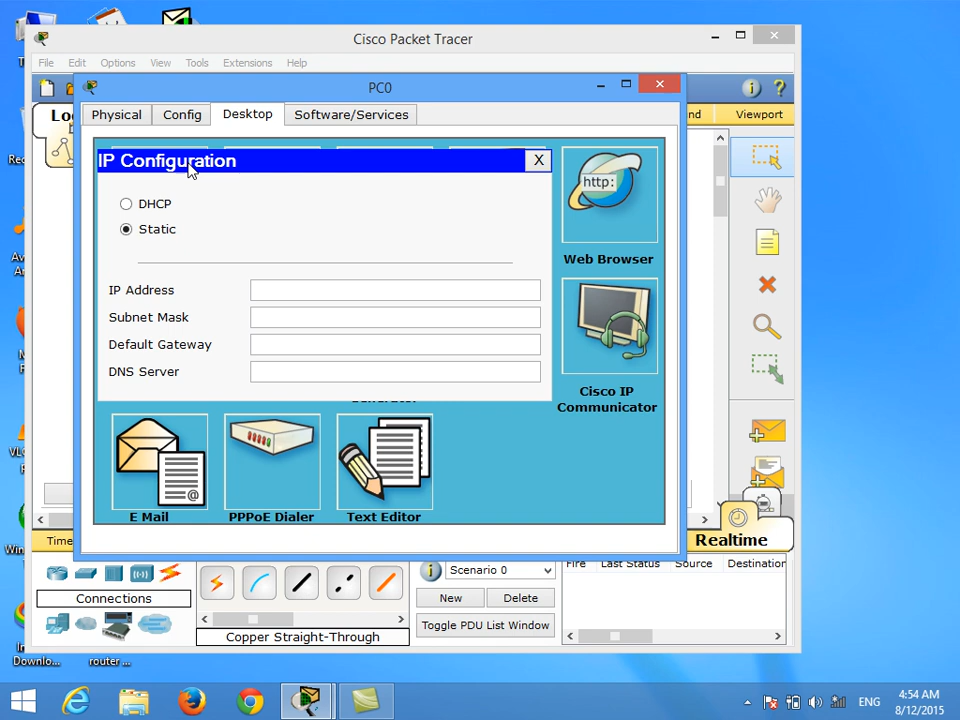 Cisco Packet Tracer
File Edit Options View Tools Extensions Help
PC0
Physical Config Desktop Software/Services
Viewport
IP Configuration
X
DHCP
Static
IP Address
Subnet Mask
Default Gateway
DNS Server
http:
Web Browser
Cisco IP
Communicator
E Mail
PPPoE Dialer
Text Editor
Realtime
Time
Fire Last Status Source Destination
Scenario 0
New Delete
Toggle PDU List Window
Connections
Copper Straight-Through
Downlo...
router ...
ENG
4:54 AM
8/12/2015